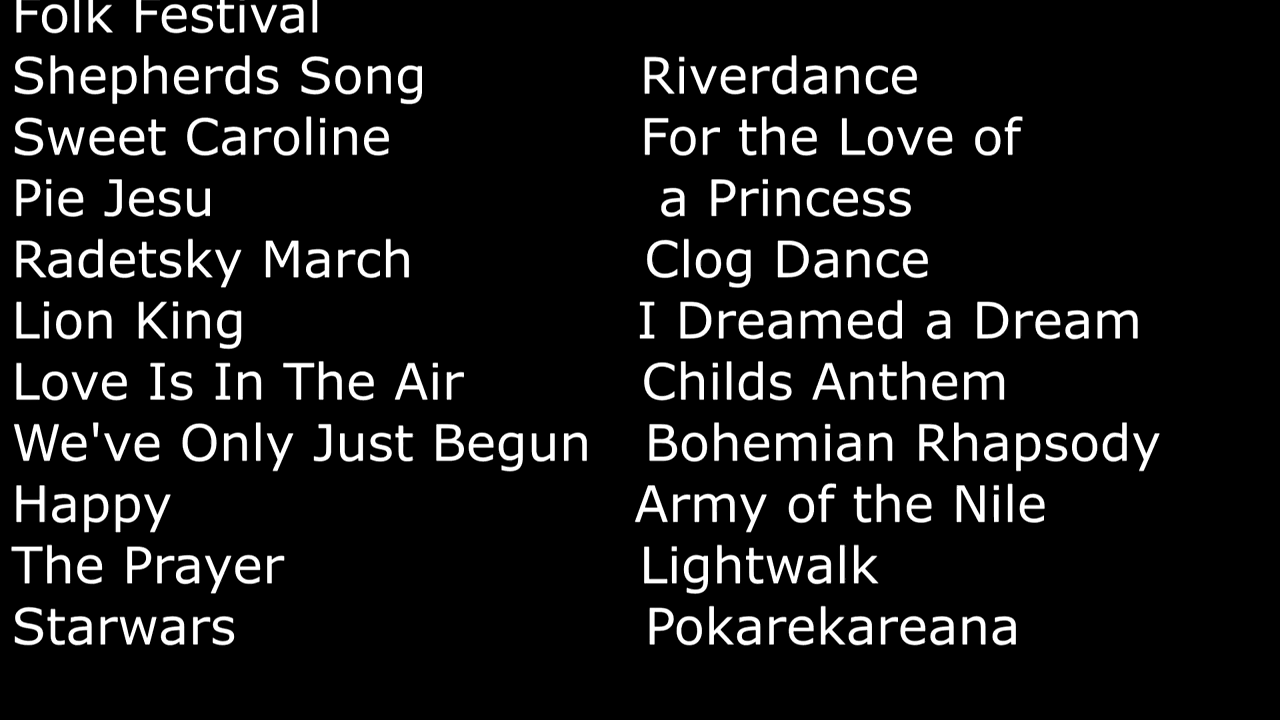 Folk Festival
Shepherds Song
Sweet Caroline
Pie Jesu
Radetsky March
Lion King
Love Is In The Air
We've Only Just Begun
Happy
The Prayer
Starwars
Riverdance
For the Love of
a Princess
Clog Dance
I Dreamed a Dream
Childs Anthem
Bohemian Rhapsody
Army of the Nile
Lightwalk
Pokarekareana